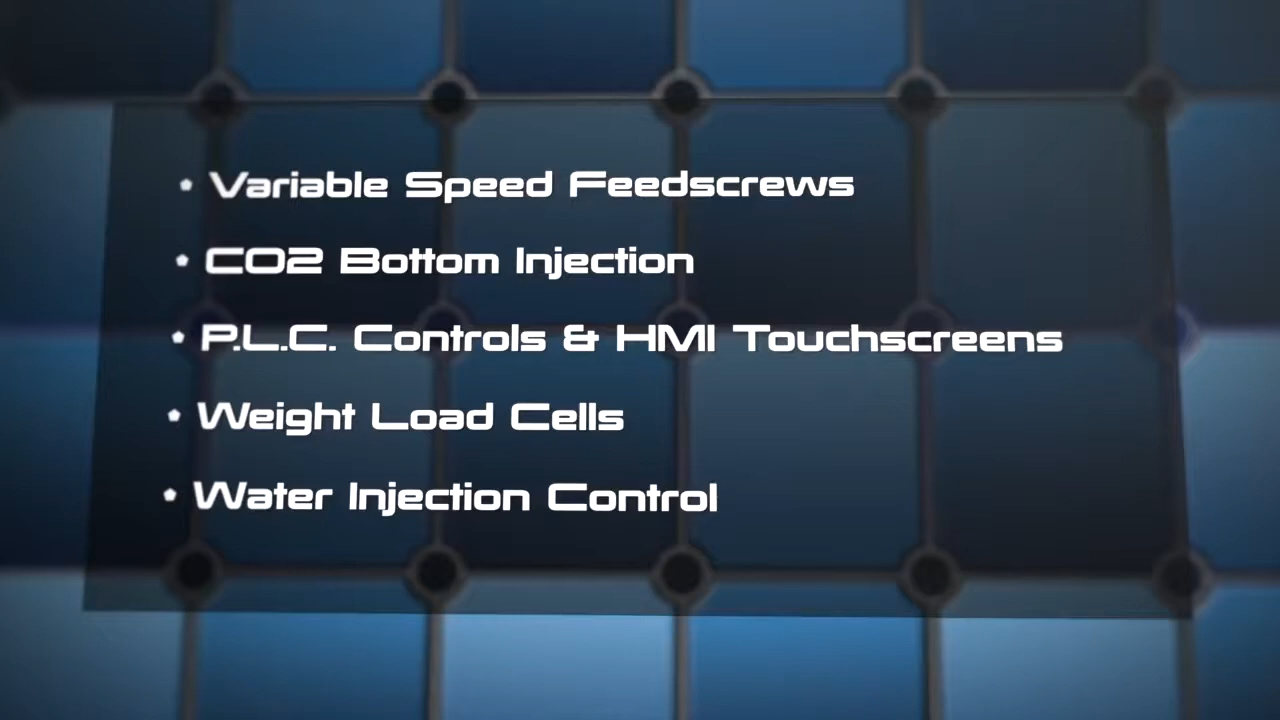 • Variable Speed Feedscrews
• CO2 Bottom Injection
• P.L.C. Controls & HMI Touchscreens
• Weight Load Cells
• Water Injection Control